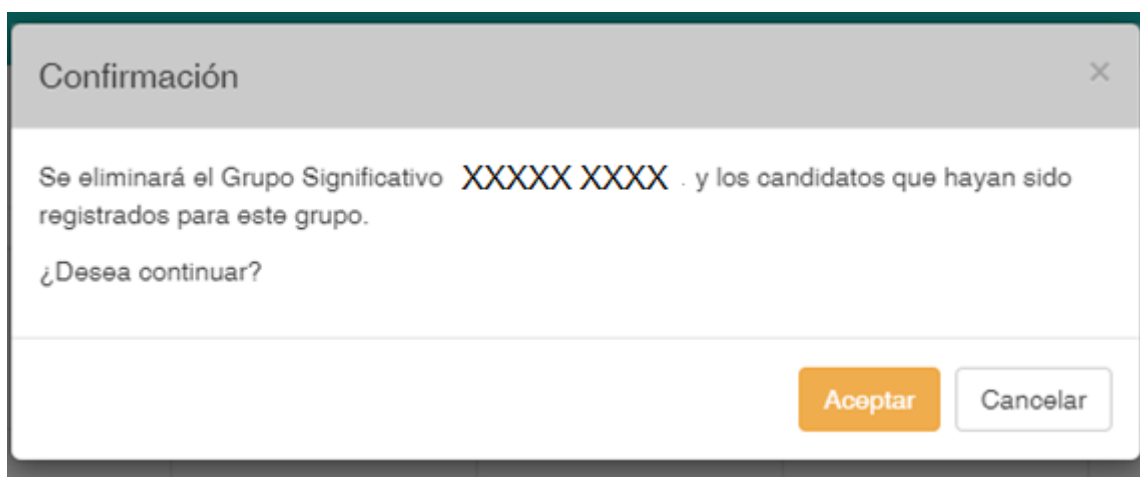 Confirmación ×
Se eliminará el Grupo Significativo XXXXX XXXX . y los candidatos que hayan sido
registrados para este grupo.
¿Desea continuar?
Aceptar Cancelar